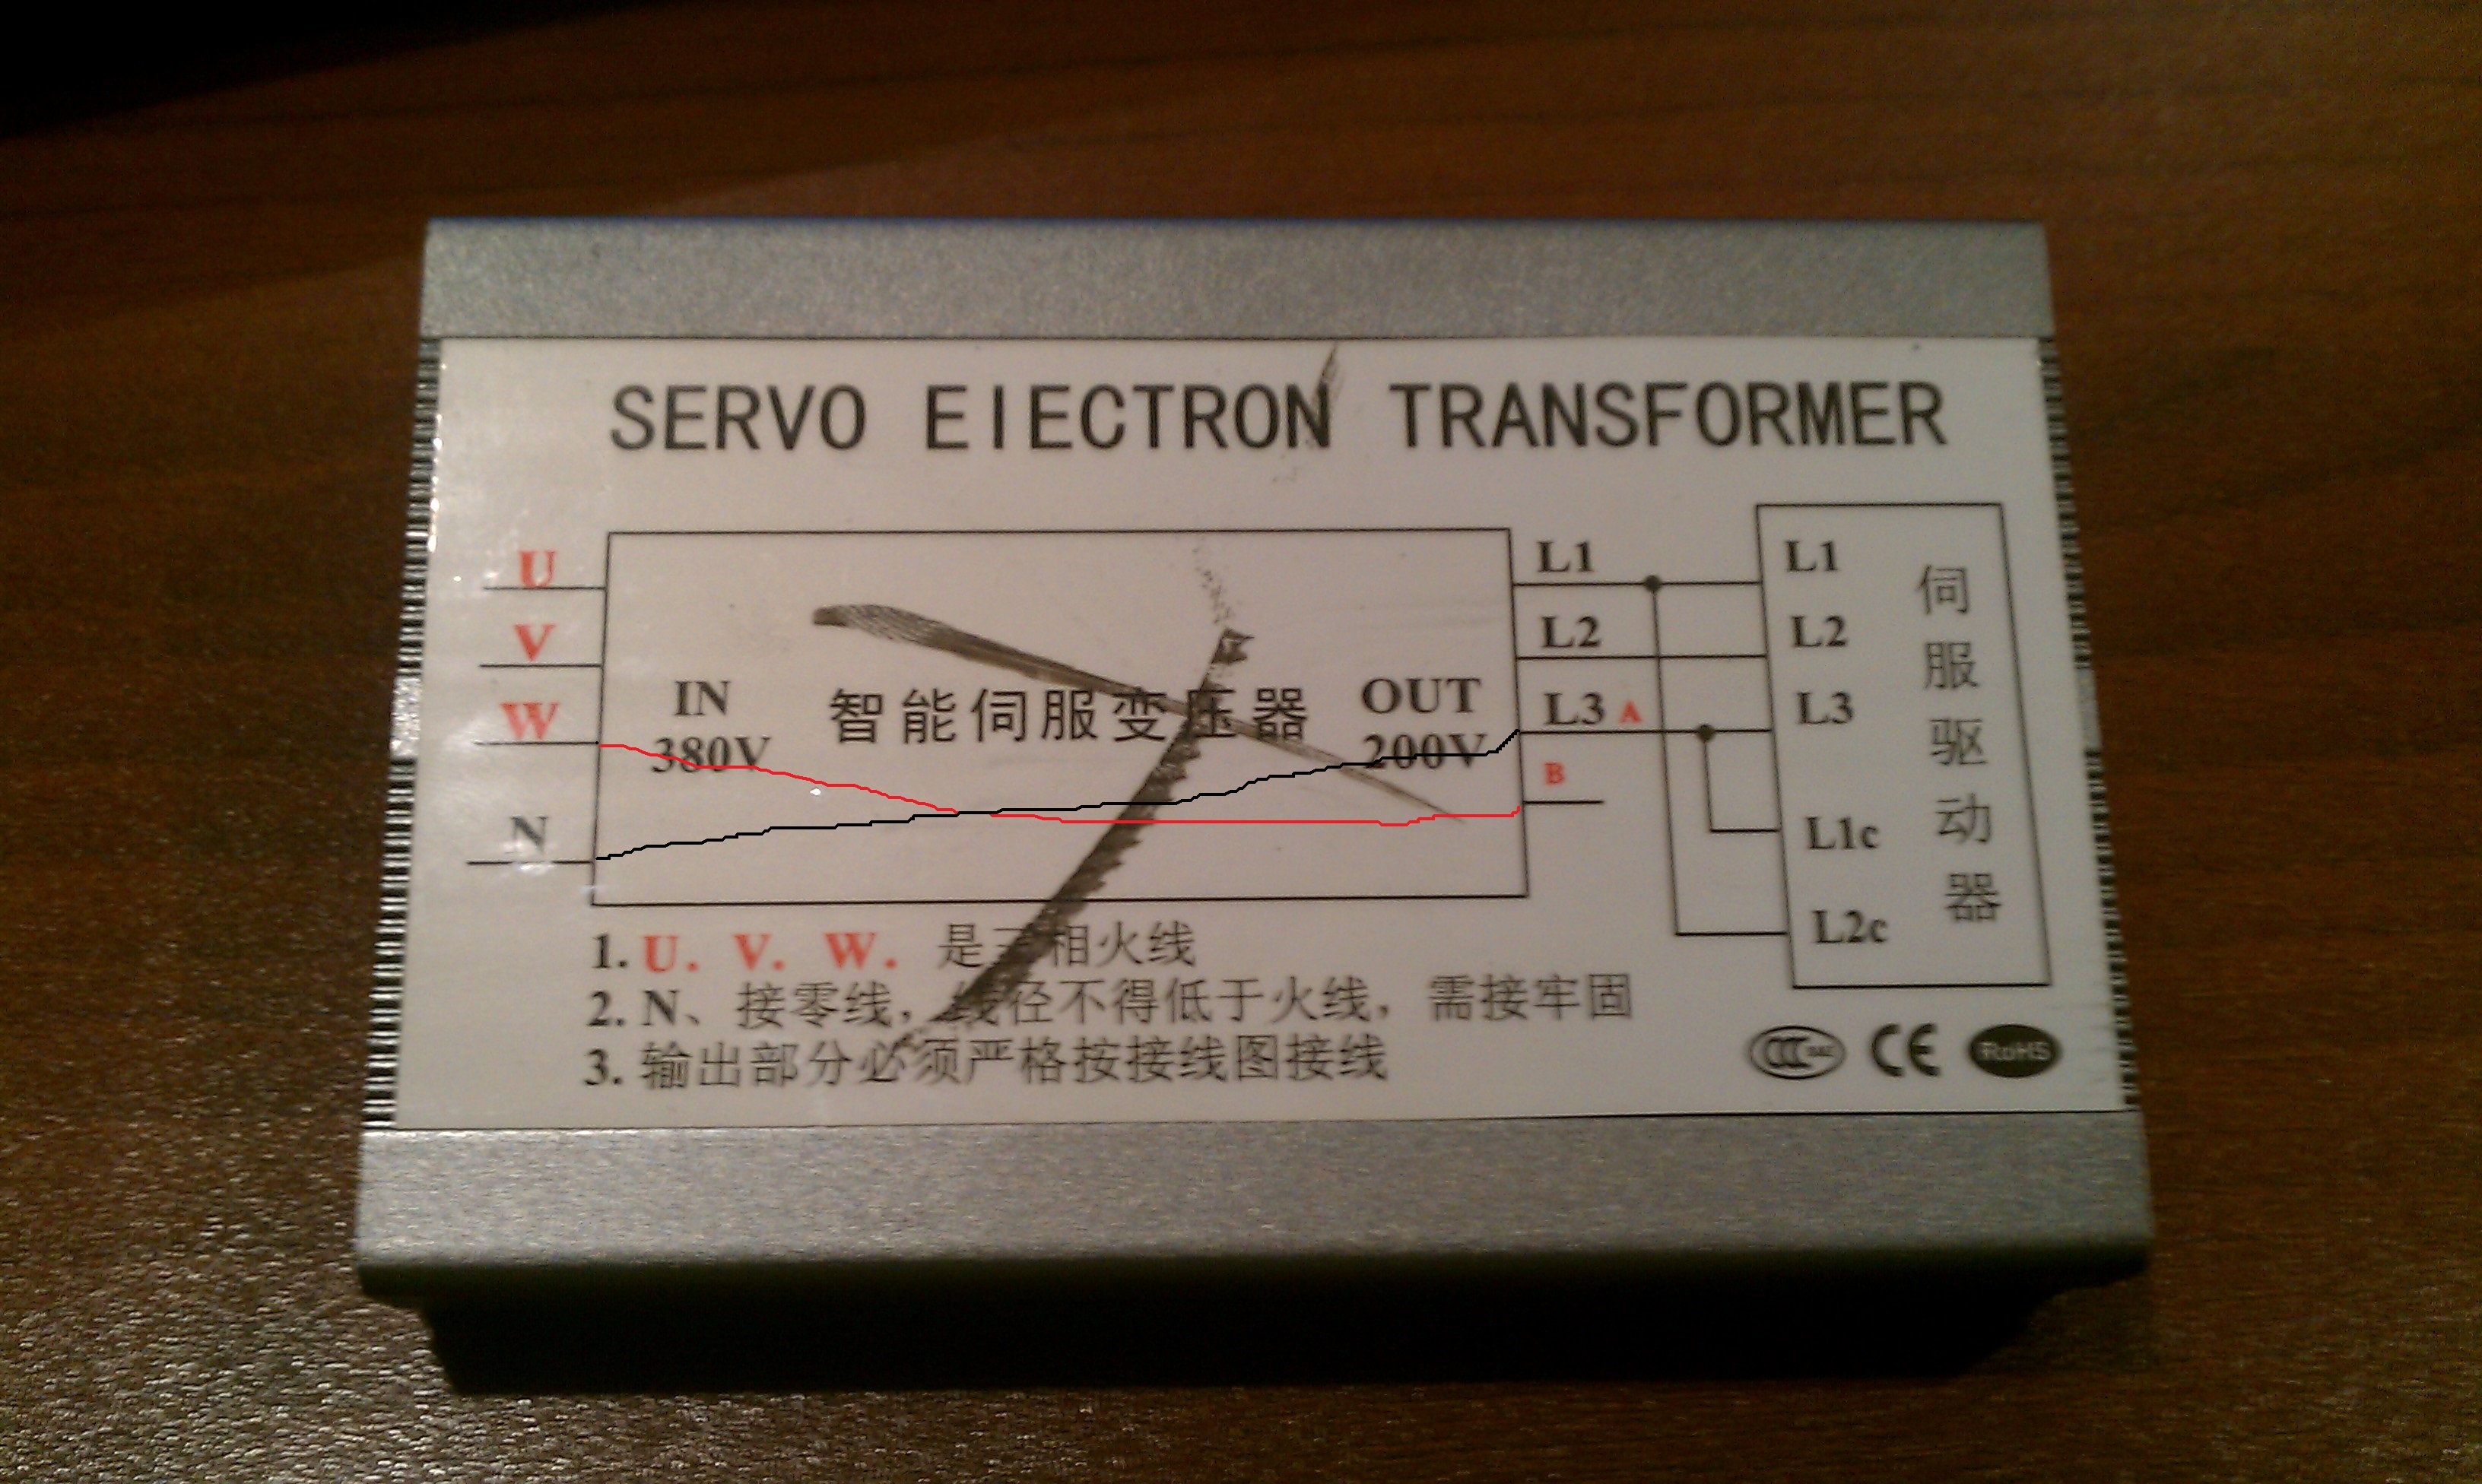 SERVO EIECTRON TRANSFORMER
U
V
W
N
IN
380V
智能伺服变压器
OUT
200V
L1
L2
L3 A
B
L1
L2
L3
L1c
L2c
伺服驱动器
1. U. V. W. 是三相火线
2. N、接零线，线径不得低于火线，需接牢固
3. 输出部分必须严格按接线图接线
CCC CE RoHS